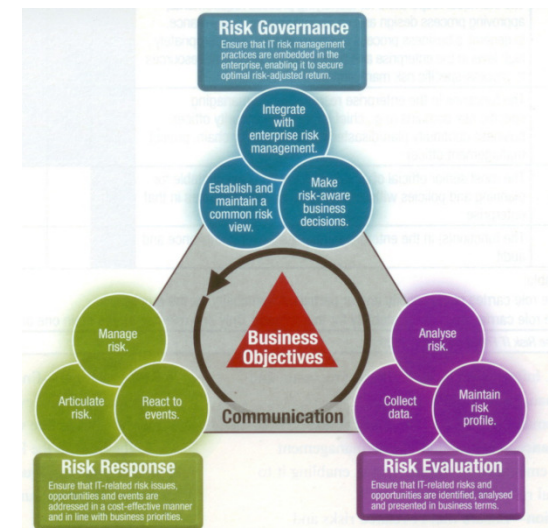 Risk Governance
Ensure that IT risk management
practices are embedded in the
enterprise, enabling it to secure
optimal risk-adjusted return.
Integrate
with
enterprise risk
management.
Establish and
maintain a
common risk
view.
Make
risk-aware
business
decisions.
Business
Objectives
Communication
Manage
risk.
Articulate
risk.
React to
events.
Risk Response
Ensure that IT-related risk issues,
opportunities and events are
addressed in a cost-effective manner
and in line with business priorities.
Analyse
risk.
Collect
data.
Maintain
risk
profile.
Risk Evaluation
Ensure that IT-related risks and
opportunities are identified, analysed
and presented in business terms.